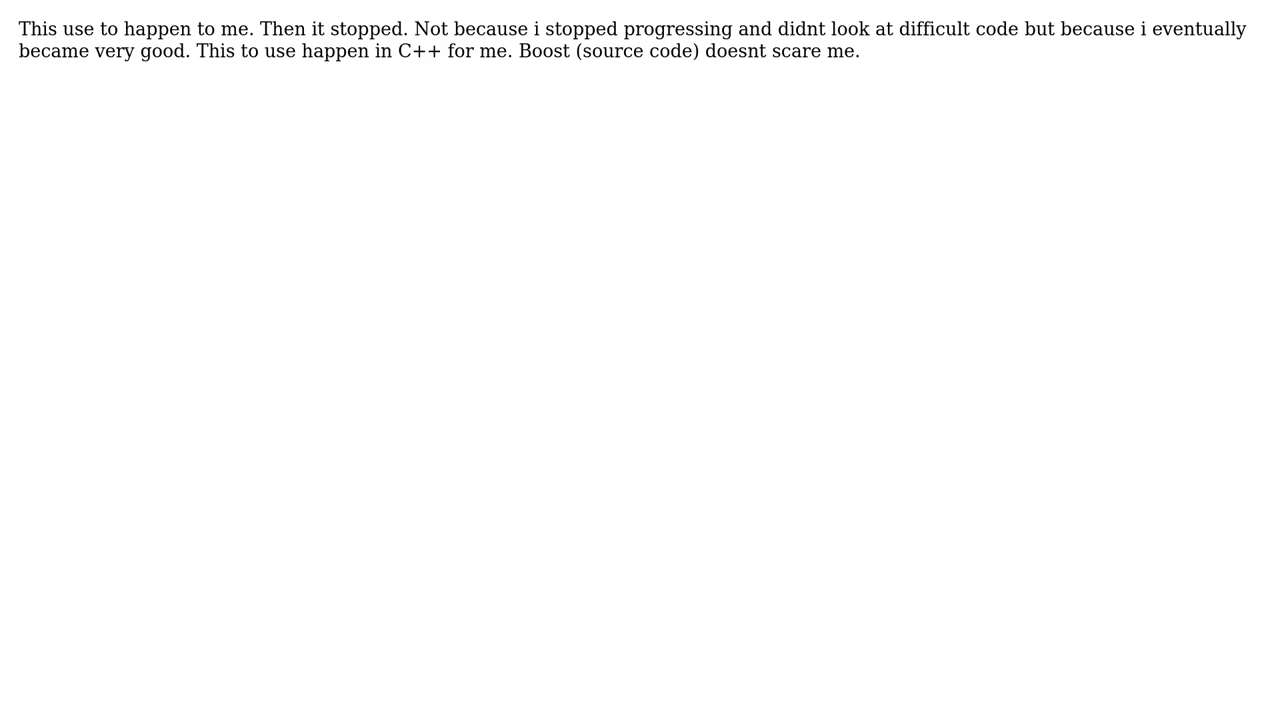 This use to happen to me. Then it stopped. Not because i stopped progressing and didnt look at difficult code but because i eventually
became very good. This to use happen in C++ for me. Boost (source code) doesnt scare me.